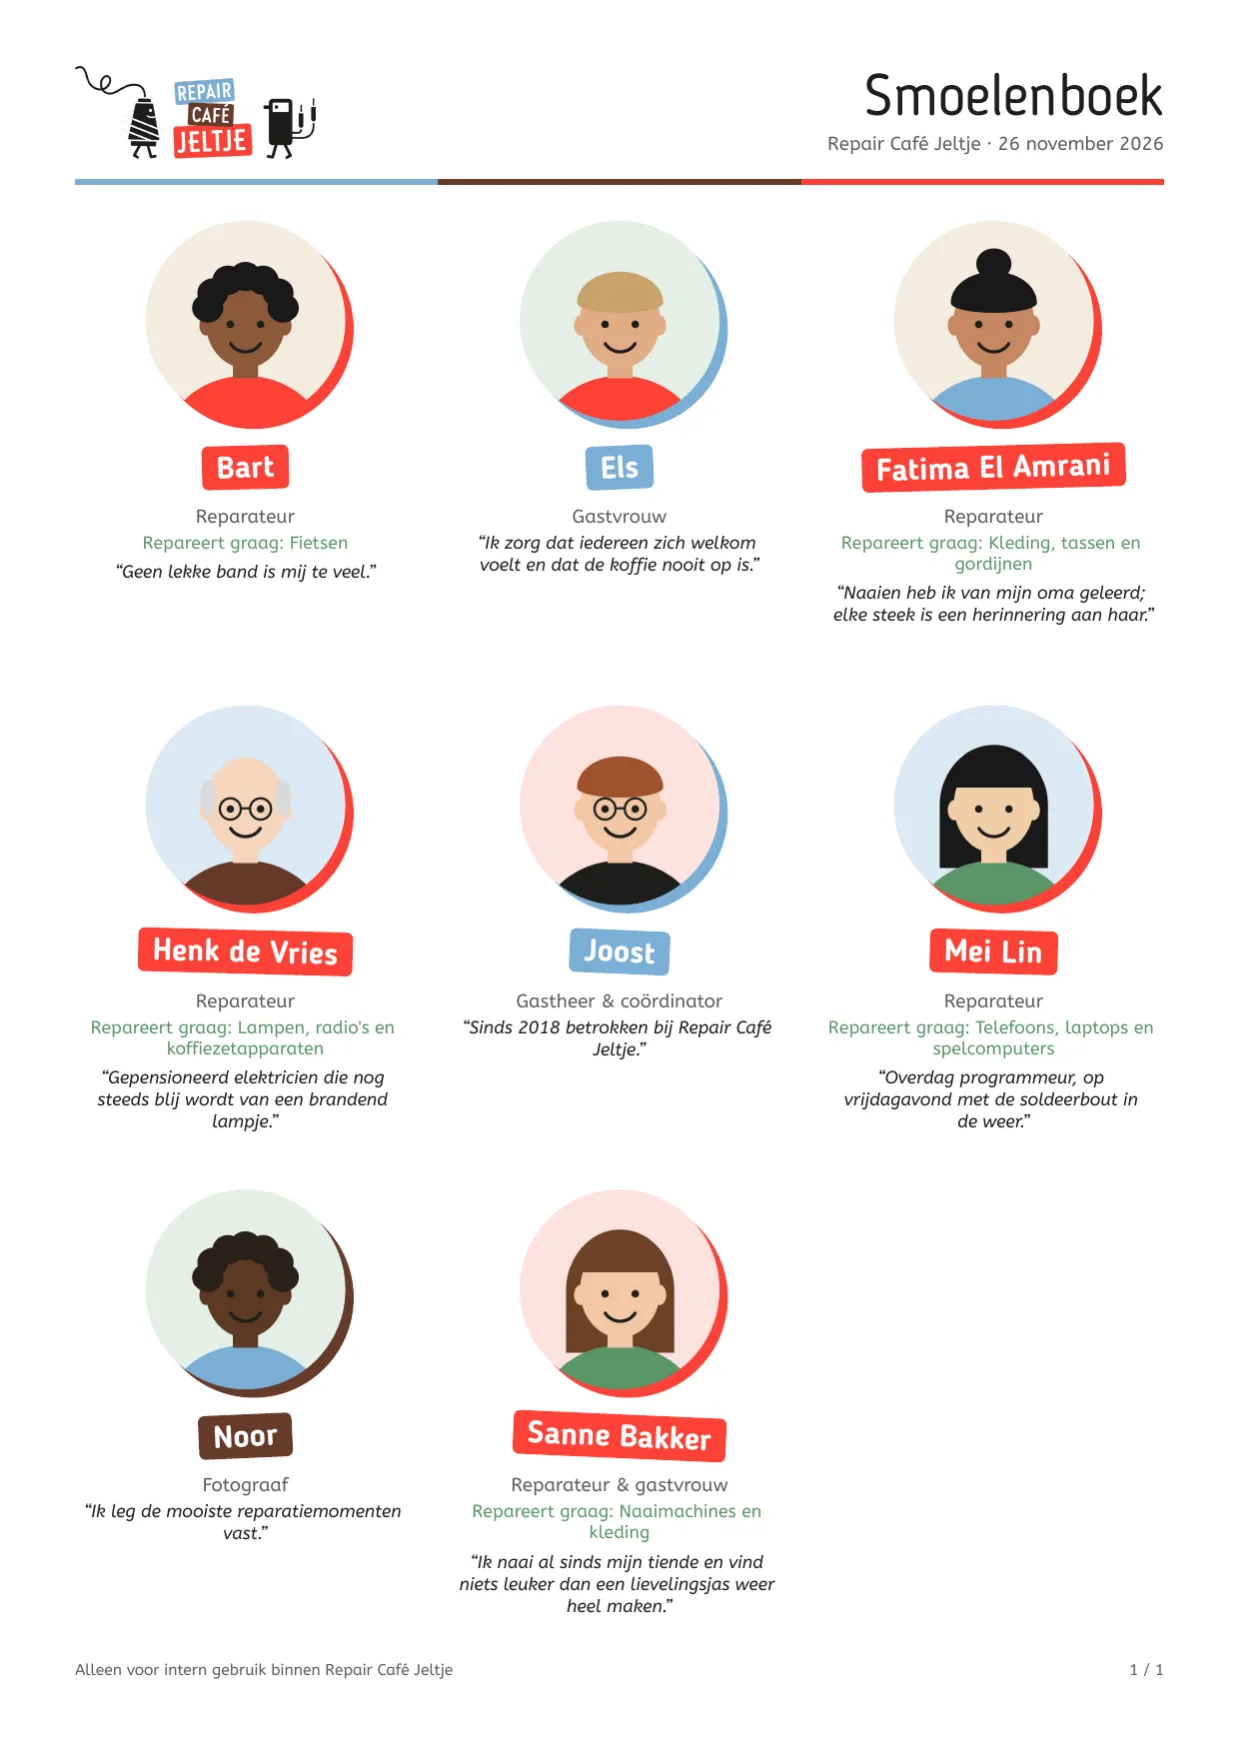 REPAIR
CAFÉ
JELTJE
Smoelenboek
Repair Café Jeltje · 26 november 2026
Bart
Reparateur
Repareert graag: Fietsen
“Geen lekke band is mij te veel.”
Els
Gastvrouw
“Ik zorg dat iedereen zich welkom
voelt en dat de koffie nooit op is.”
Fatima El Amrani
Reparateur
Repareert graag: Kleding, tassen en
gordijnen
“Naaien heb ik van mijn oma geleerd;
elke steek is een herinnering aan haar.”
Henk de Vries
Reparateur
Repareert graag: Lampen, radio's en
koffiezetapparaten
“Gepensioneerd elektricien die nog
steeds blij wordt van een brandend
lampje.”
Joost
Gastheer & coördinator
“Sinds 2018 betrokken bij Repair Café
Jeltje.”
Mei Lin
Reparateur
Repareert graag: Telefoons, laptops en
spelcomputers
“Overdag programmeur, op
vrijdagavond met de soldeerbout in
de weer.”
Noor
Fotograaf
“Ik leg de mooiste reparatiemomenten
vast.”
Sanne Bakker
Reparateur & gastvrouw
Repareert graag: Naaimachines en
kleding
“Ik naai al sinds mijn tiende en vind
niets leuker dan een lievelingsjas weer
heel maken.”
Alleen voor intern gebruik binnen Repair Café Jeltje
1 / 1